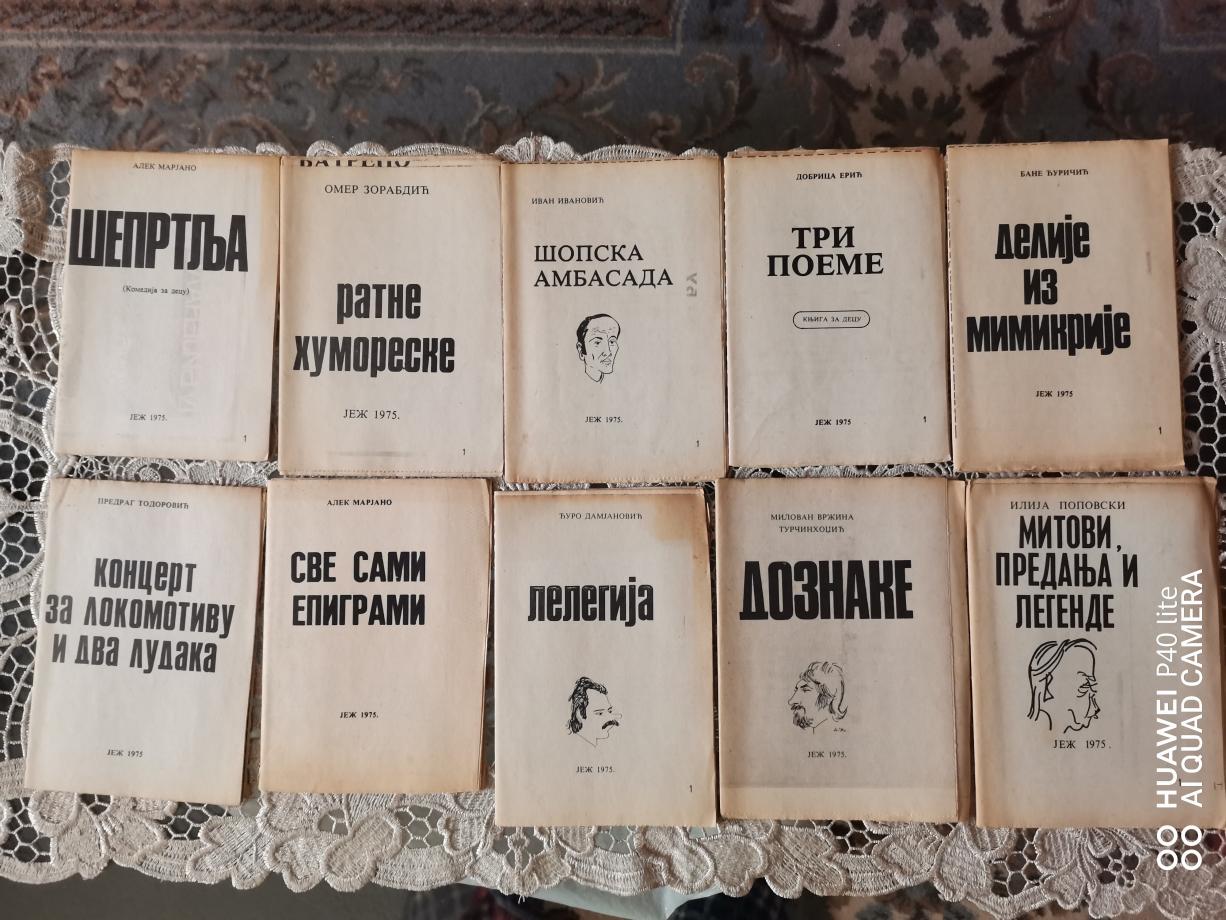 АЛЕК МАРЈАНО
ШЕПРТЉА
(Комедија за децу)
ЈЕЖ 1975.
1
ОМЕР ЗОРАБДИЋ
ратне
хумореске
ЈЕЖ 1975.
1
ИВАН ИВАНОВИЋ
ШОПСКА
АМБАСАДА
ЈЕЖ 1975.
1
ДОБРИЦА ЕРИЋ
ТРИ
ПОЕМЕ
КЊИГА ЗА ДЕЦУ
ЈЕЖ 1975
1
БАНЕ ЂУРИЧИЋ
делије
из
мимикрије
ЈЕЖ 1975
1
ПРЕДРАГ ТОДОРОВИЋ
концерт
за локомотиву
и два лудака
ЈЕЖ 1975
АЛЕК МАРЈАНО
СВЕ САМИ
ЕПИГРАМИ
ЈЕЖ 1975.
ЂУРО ДАМЈАНОВИЋ
лелегија
ЈЕЖ 1975.
1
МИЛОВАН ВРЖИНА
ТУРЧИНХОЏИЋ
ДОЗНАКЕ
ЈЕЖ 1975.
ИЛИЈА ПОПОВСКИ
МИТОВИ,
ПРЕДАЊА И
ЛЕГЕНДЕ
ЈЕЖ 1975.
1
HUAWEI P40 lite
AI QUAD CAMERA